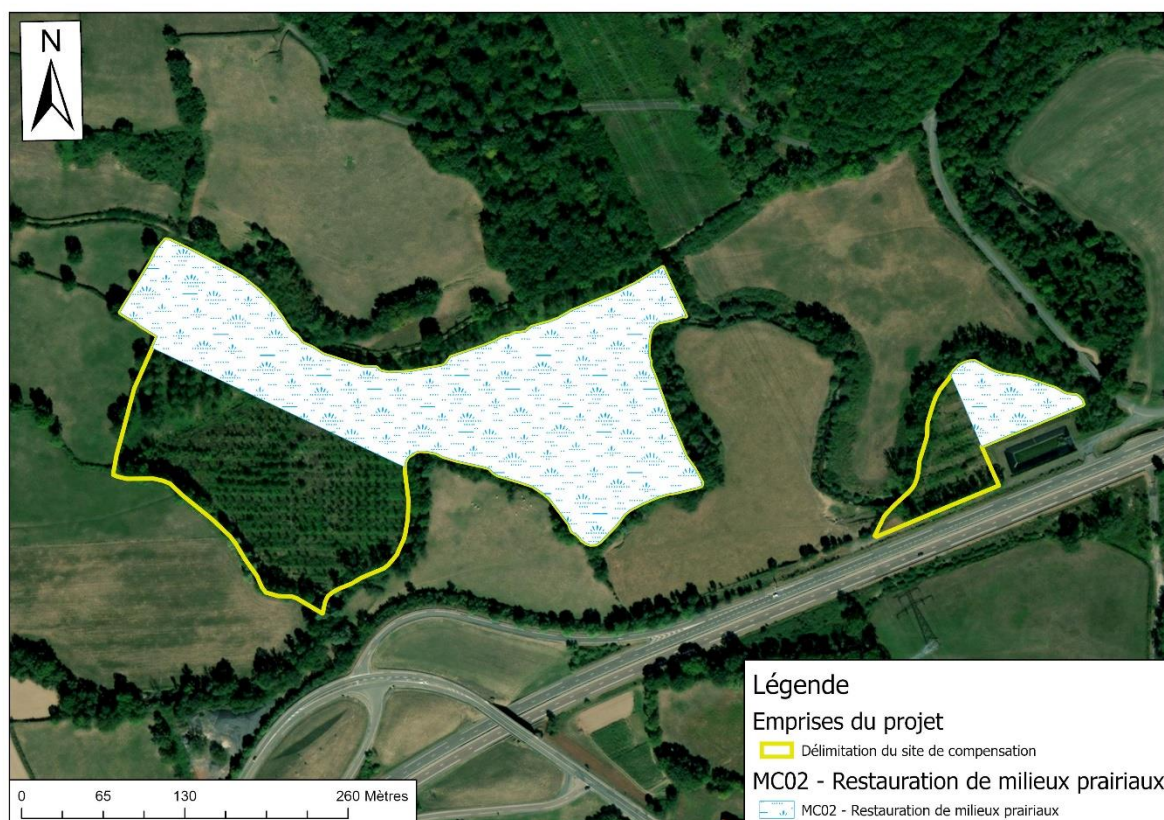 N
Légende
Emprises du projet
Délimitation du site de compensation
MC02 - Restauration de milieux prairiaux
MC02 - Restauration de milieux prairiaux
0 65 130 260 Mètres